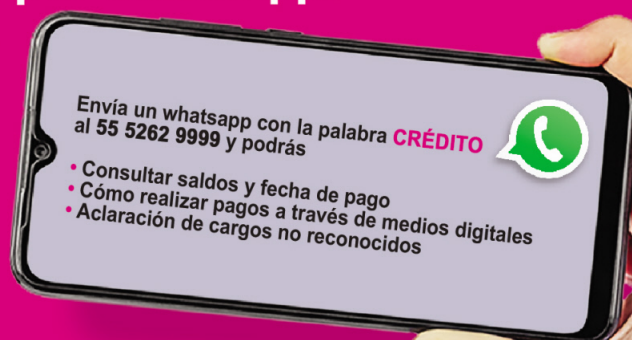 Envía un whatsapp con la palabra CRÉDITO
al 55 5262 9999 y podrás
• Consultar saldos y fecha de pago
• Cómo realizar pagos a través de medios digitales
• Aclaración de cargos no reconocidos